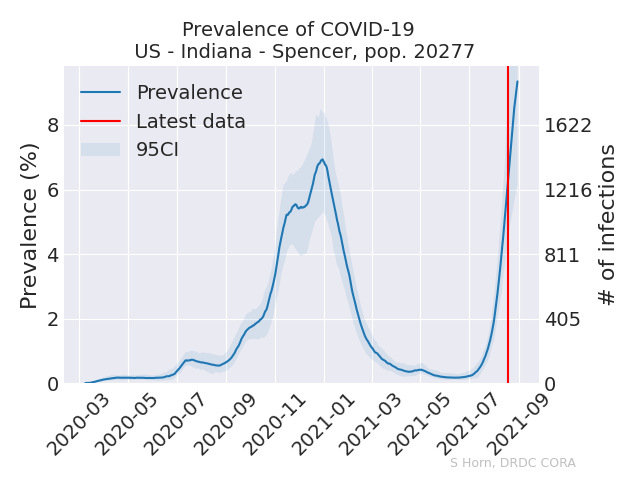 Prevalence of COVID-19
US - Indiana - Spencer, pop. 20277
Prevalence
Latest data
95CI
Prevalence (%)
8
6
4
2
0
1622
1216
811
405
0
# of infections
2020-03
2020-05
2020-07
2020-09
2020-11
2021-01
2021-03
2021-05
2021-07
2021-09
S Horn, DRDC CORA